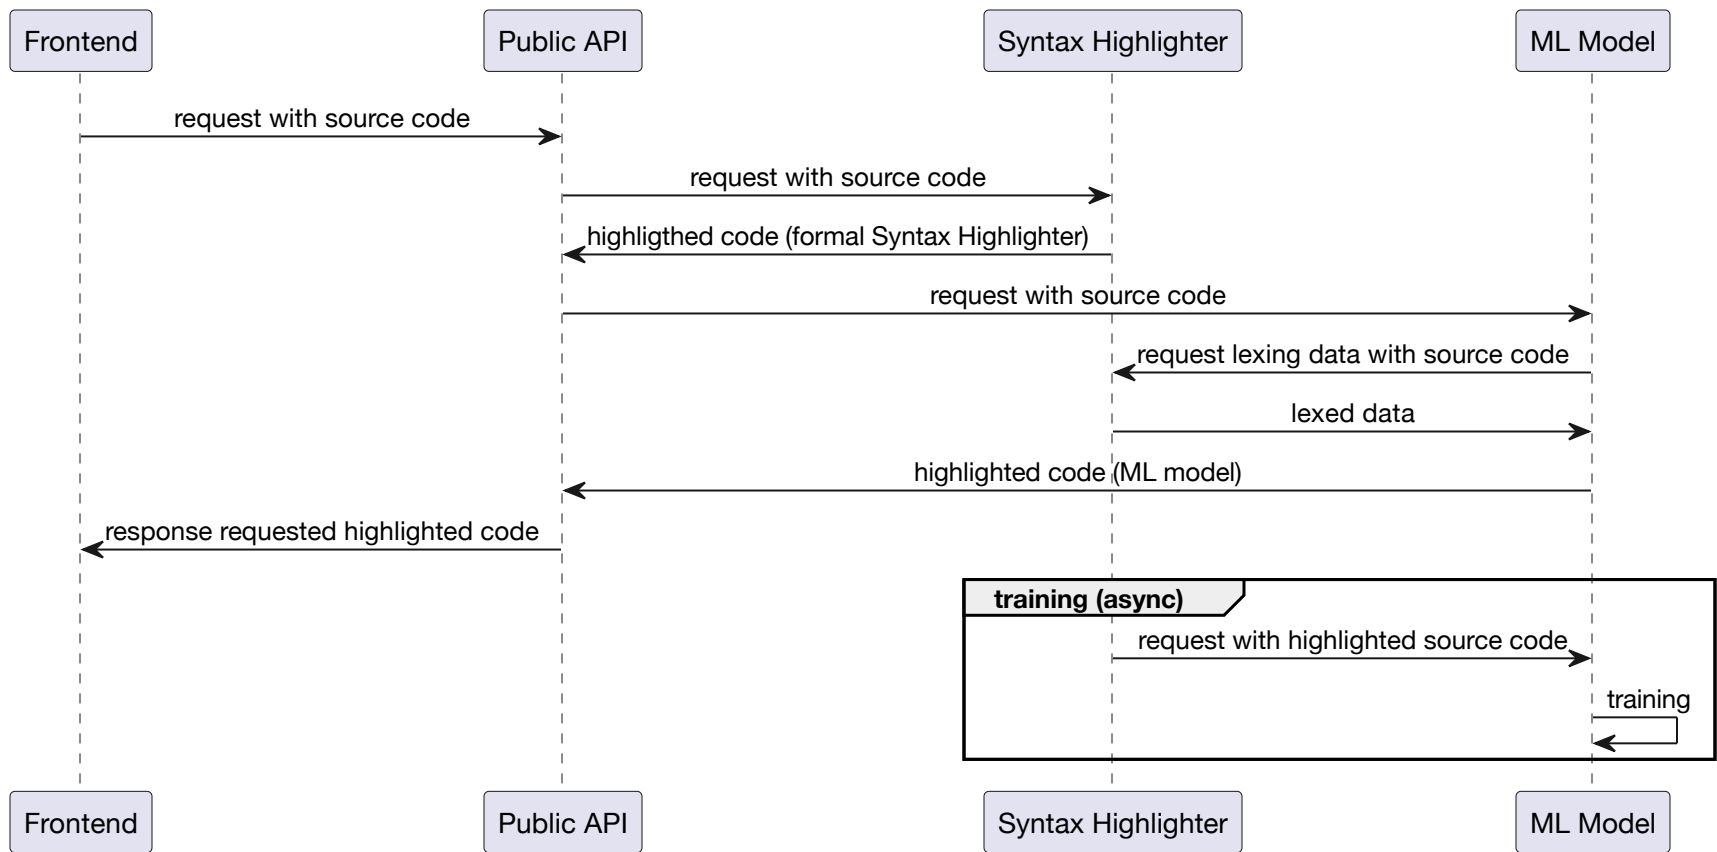 Frontend
Public API
Syntax Highlighter
ML Model
request with source code
request with source code
highligthed code (formal Syntax Highlighter)
request with source code
request lexing data with source code
lexed data
highlighted code (ML model)
response requested highlighted code
training (async)
request with highlighted source code
training
Frontend
Public API
Syntax Highlighter
ML Model